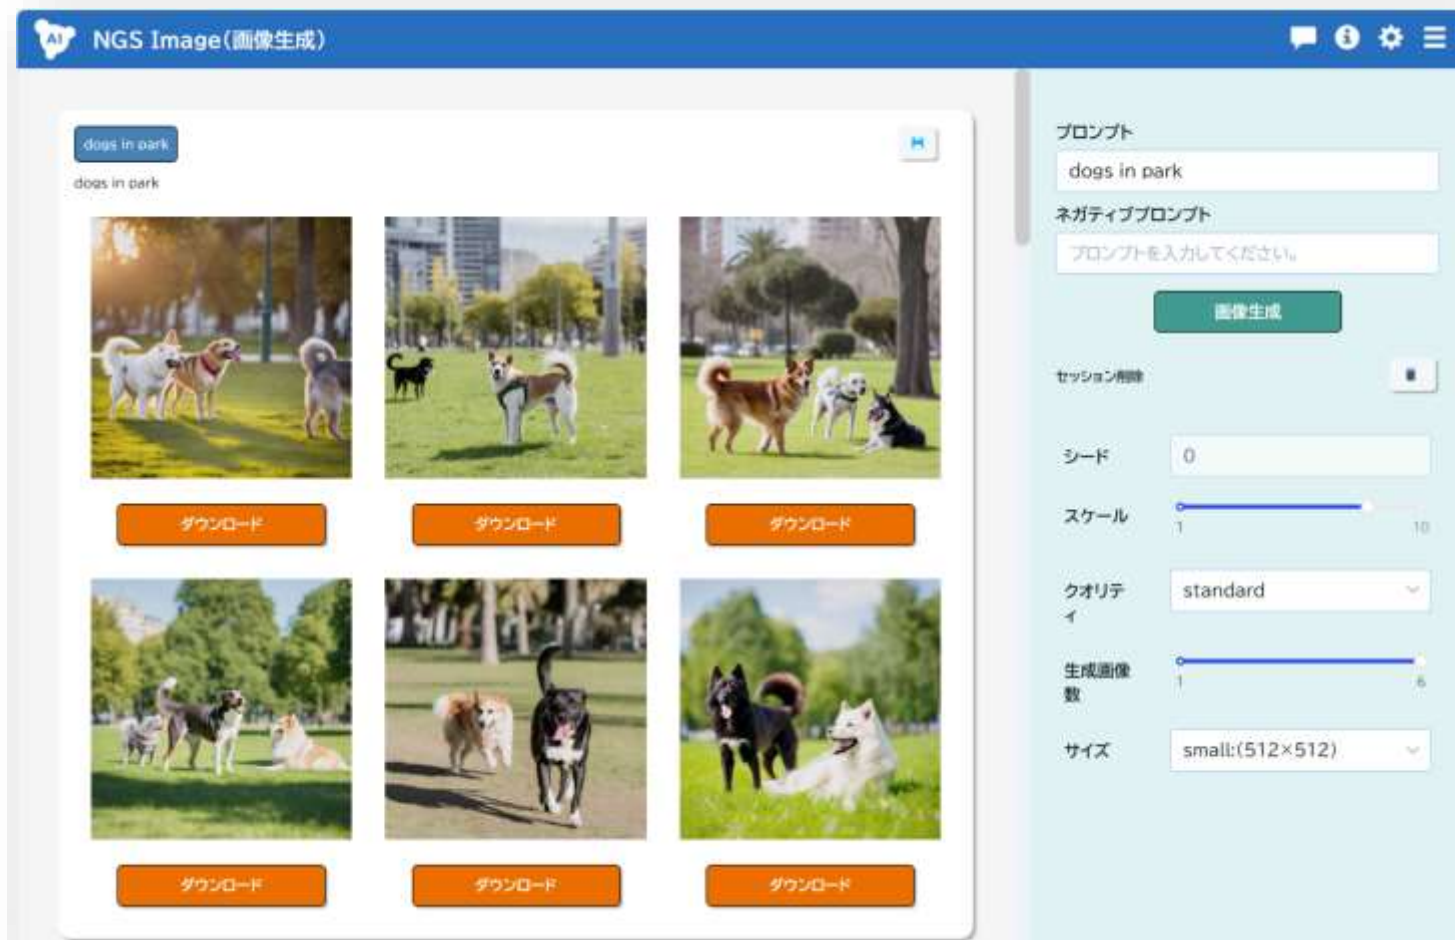 AI
NGS Image(画像生成)
dogs in park
dogs in park
ダウンロード
ダウンロード
ダウンロード
ダウンロード
ダウンロード
ダウンロード
プロンプト
dogs in park
ネガティブプロンプト
プロンプトを入力してください。
画像生成
セッション削除
シード
0
スケール
1
10
クオリテ
ィ
standard
生成画像
数
1
6
サイズ
small:(512×512)